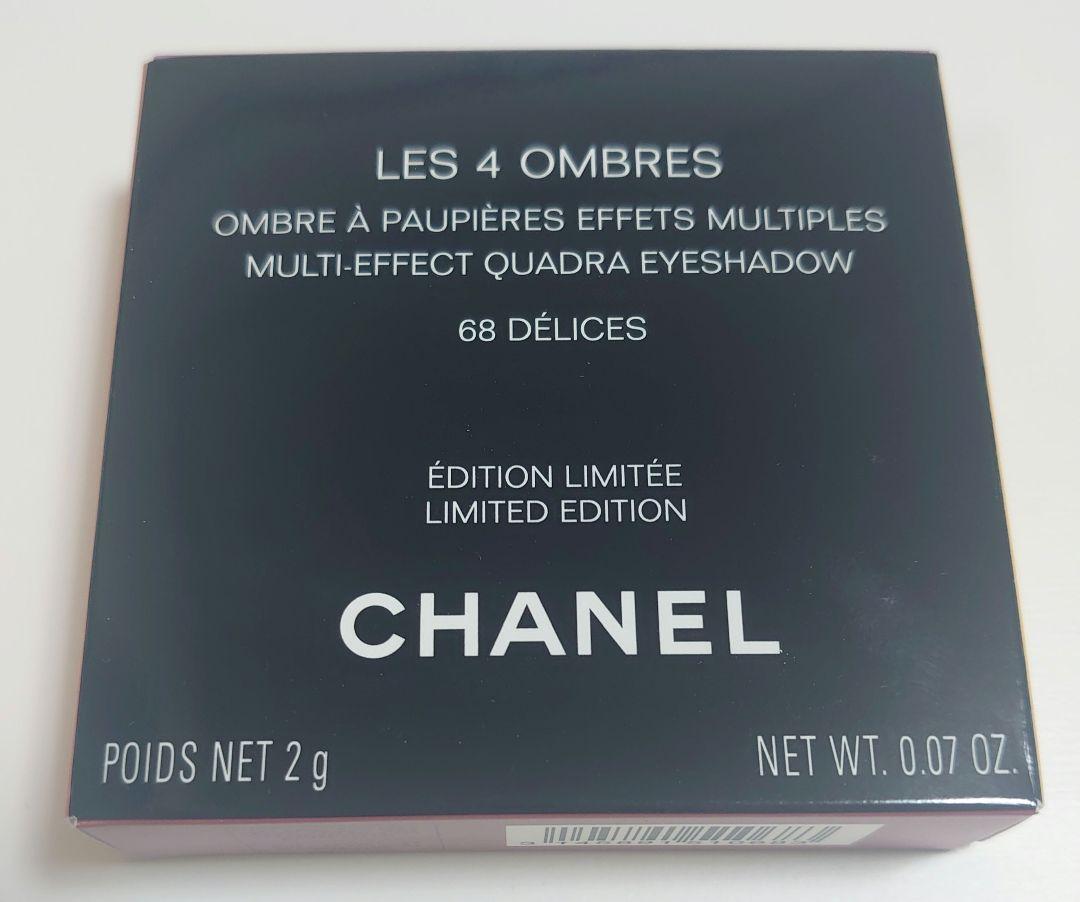 LES 4 OMBRES
OMBRE À PAUPIÈRES EFFETS MULTIPLES
MULTI-EFFECT QUADRA EYESHADOW
68 DÉLICES
ÉDITION LIMITÉE
LIMITED EDITION
CHANEL
POIDS NET 2 g
NET WT. 0.07 OZ.